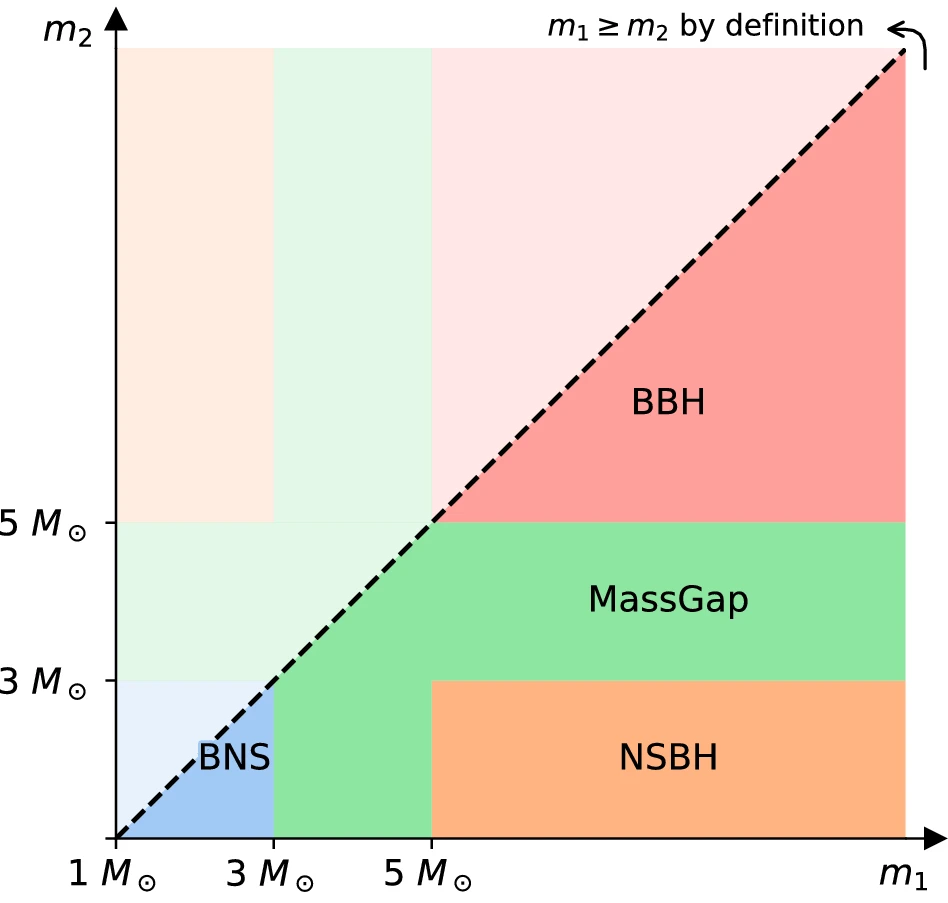 m₂
m₁ ≥ m₂ by definition
BBH
5 M☉
MassGap
3 M☉
BNS
NSBH
1 M☉
3 M☉
5 M☉
m₁